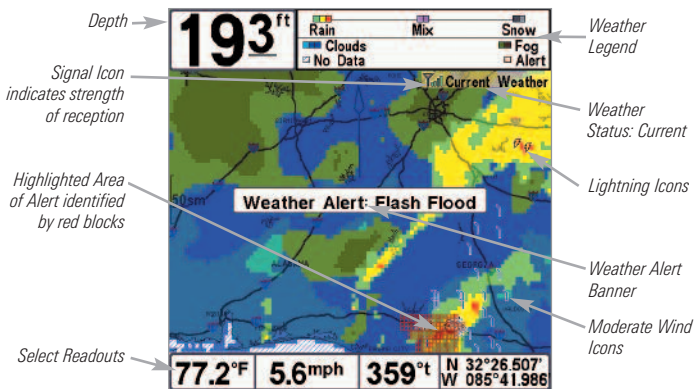 Depth
193 ft
Rain Mix Snow
Clouds Fog
No Data Alert
Weather
Legend
Signal Icon
indicates strength
of reception
Current Weather
Weather
Status: Current
Highlighted Area
of Alert identified
by red blocks
50sm
Weather Alert: Flash Flood
Lightning Icons
ALABAMA
GEORGIA
Weather Alert
Banner
Moderate Wind
Icons
Select Readouts
77.2°F
5.6mph
359°t
N 32°26.507'
W 085°41.986'